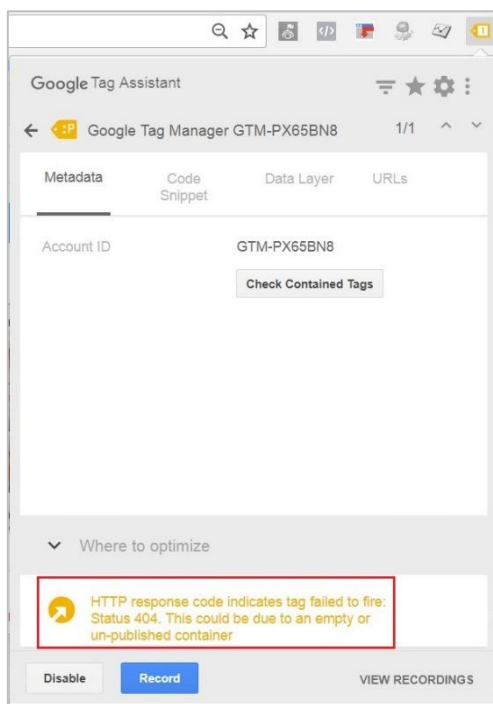 1
Google Tag Assistant
:P Google Tag Manager GTM-PX65BN8 1/1
Metadata Code Snippet Data Layer URLs
Account ID GTM-PX65BN8
Check Contained Tags
Where to optimize
HTTP response code indicates tag failed to fire:
Status 404. This could be due to an empty or
un-published container
Disable Record VIEW RECORDINGS